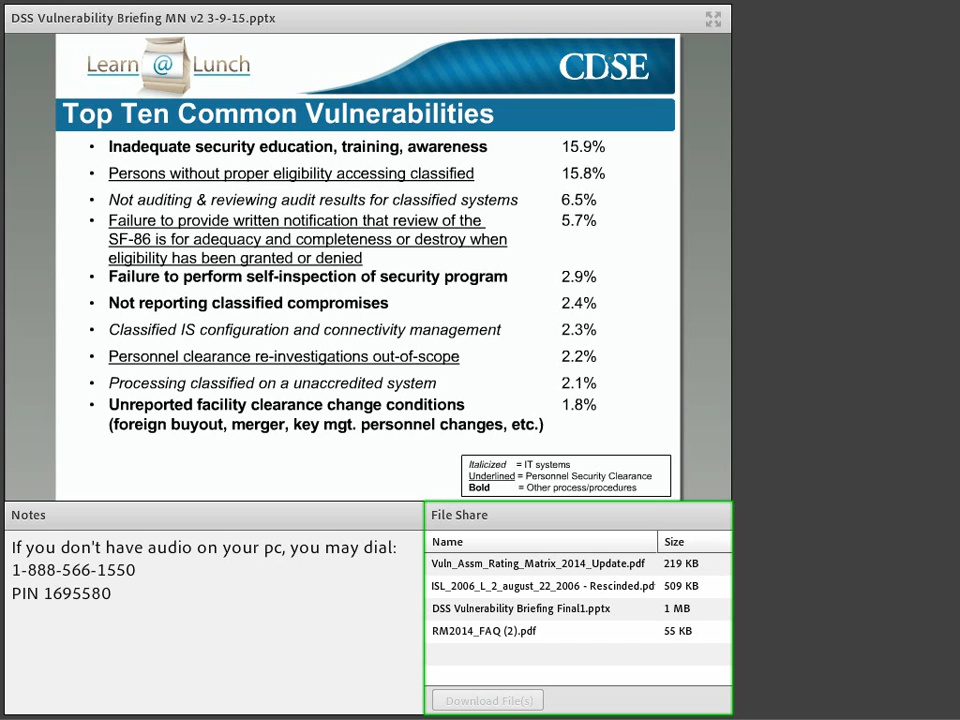 DSS Vulnerability Briefing MN v2 3-9-15.pptx
Learn @ Lunch
CDSE
Top Ten Common Vulnerabilities
• Inadequate security education, training, awareness 15.9%
• Persons without proper eligibility accessing classified 15.8%
• Not auditing & reviewing audit results for classified systems 6.5%
• Failure to provide written notification that review of the 5.7%
SF-86 is for adequacy and completeness or destroy when
eligibility has been granted or denied
• Failure to perform self-inspection of security program 2.9%
• Not reporting classified compromises 2.4%
• Classified IS configuration and connectivity management 2.3%
• Personnel clearance re-investigations out-of-scope 2.2%
• Processing classified on a unaccredited system 2.1%
• Unreported facility clearance change conditions 1.8%
(foreign buyout, merger, key mgt. personnel changes, etc.)
Italicized = IT systems
Underlined = Personnel Security Clearance
Bold = Other process/procedures
Notes
If you don't have audio on your pc, you may dial:
1-888-566-1550
PIN 1695580
File Share
Name Size
Vuln_Assm_Rating_Matrix_2014_Update.pdf 219 KB
ISL_2006_L_2_august_22_2006 - Rescinded.pd 509 KB
DSS Vulnerability Briefing Final1.pptx 1 MB
RM2014_FAQ (2).pdf 55 KB
Download File(s)